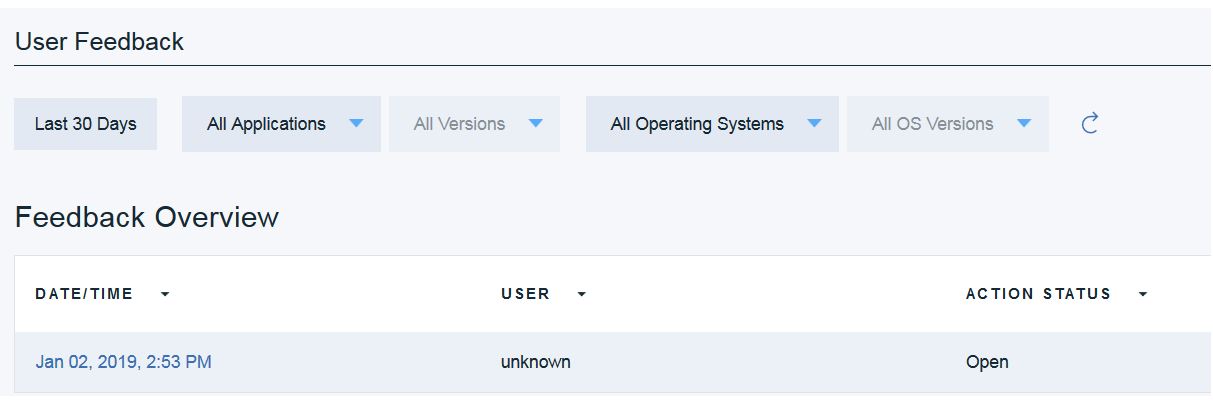 User Feedback
Last 30 Days All Applications All Versions All Operating Systems All OS Versions
Feedback Overview
DATE/TIME USER ACTION STATUS
Jan 02, 2019, 2:53 PM unknown Open